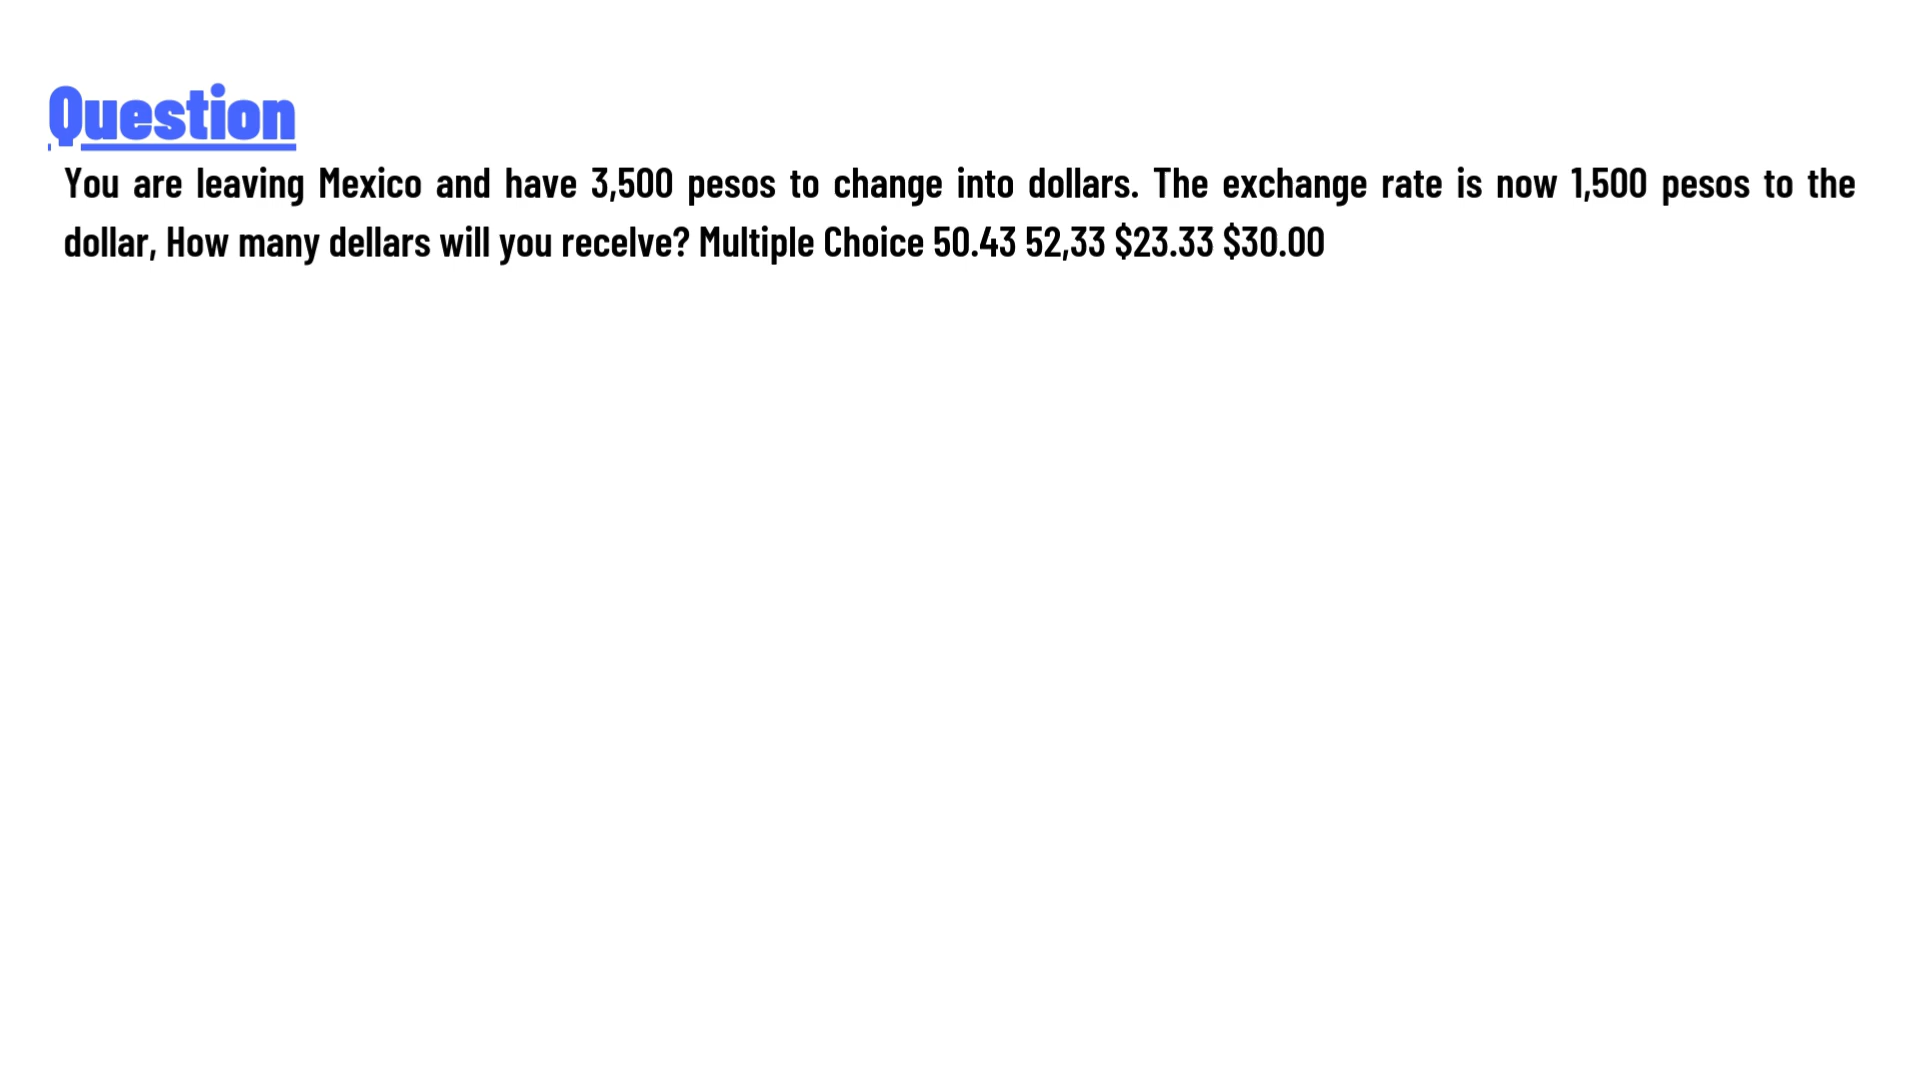 Question
You are leaving Mexico and have 3,500 pesos to change into dollars. The exchange rate is now 1,500 pesos to the
dollar, How many dellars will you recelve? Multiple Choice 50.43 52,33 $23.33 $30.00